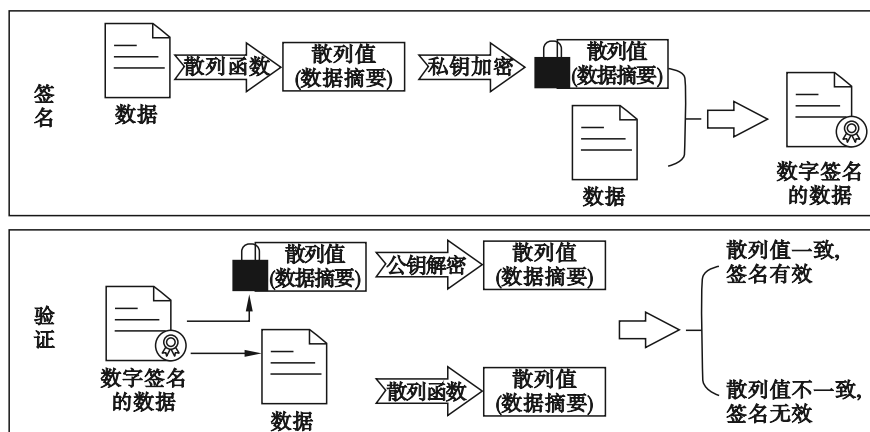 签
名
数据
散列函数
散列值
(数据摘要)
私钥加密
散列值
(数据摘要)
数据
数字签名
的数据
验
证
数字签名
的数据
散列值
(数据摘要)
数据
公钥解密
散列值
(数据摘要)
散列函数
散列值
(数据摘要)
散列值一致,
签名有效
散列值不一致,
签名无效